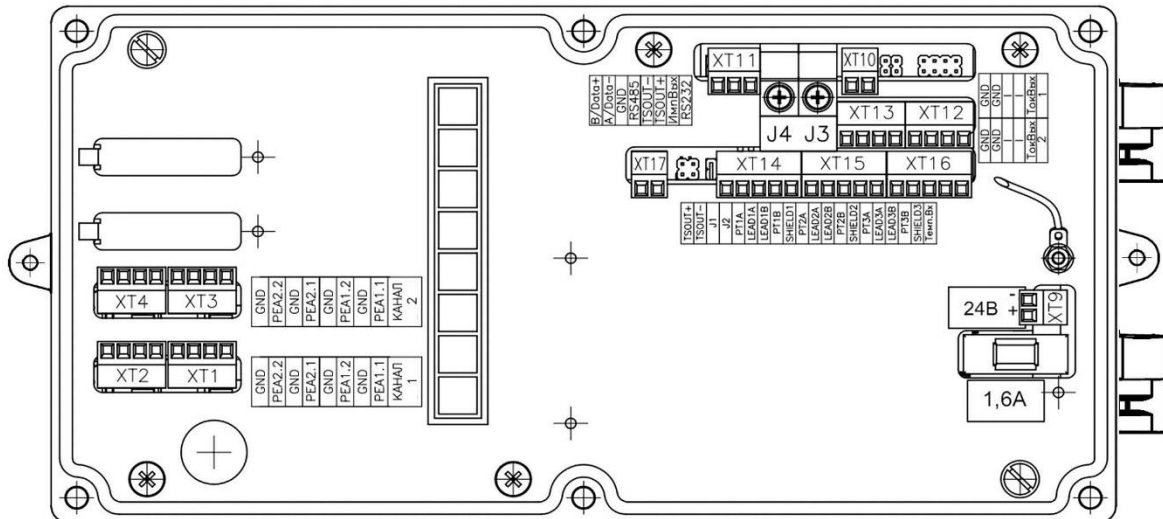 XT11
XT10
B/Data+
A/Data-
GND
RS485
TSOUT-
TSOUT+
ИмпВых
RS232
J4 J3
XT13 XT12
GND
GND
I
I
ТокВых
1
GND
GND
I
I
ТокВых
2
XT17
XT14 XT15 XT16
TSOUT+
TSOUT-
J1
J2
PT1A
LEAD1A
LEAD1B
PT1B
SHIELD1
PT2A
LEAD2A
LEAD2B
PT2B
SHIELD2
PT3A
LEAD3A
LEAD3B
PT3B
SHIELD3
Темп.Вх
XT4 XT3
GND
PEA2.2
GND
PEA2.1
GND
PEA1.2
GND
PEA1.1
КАНАЛ
2
XT2 XT1
GND
PEA2.2
GND
PEA2.1
GND
PEA1.2
GND
PEA1.1
КАНАЛ
1
24В
-
+
XT9
1,6А